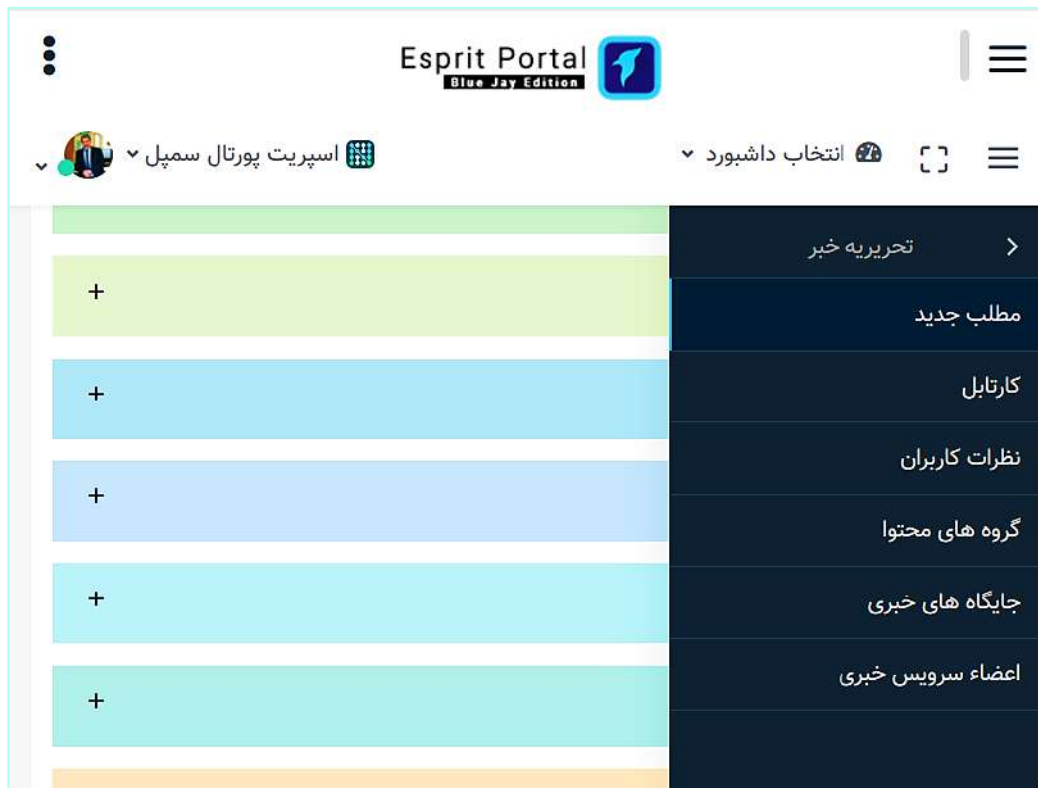 Esprit Portal
Blue Jay Edition
انتخاب داشبورد
اسپریت پورتال سمپل
تحریریه خبر
مطلب جدید
کارتابل
نظرات کاربران
گروه های محتوا
جایگاه های خبری
اعضاء سرویس خبری
+
+
+
+
+